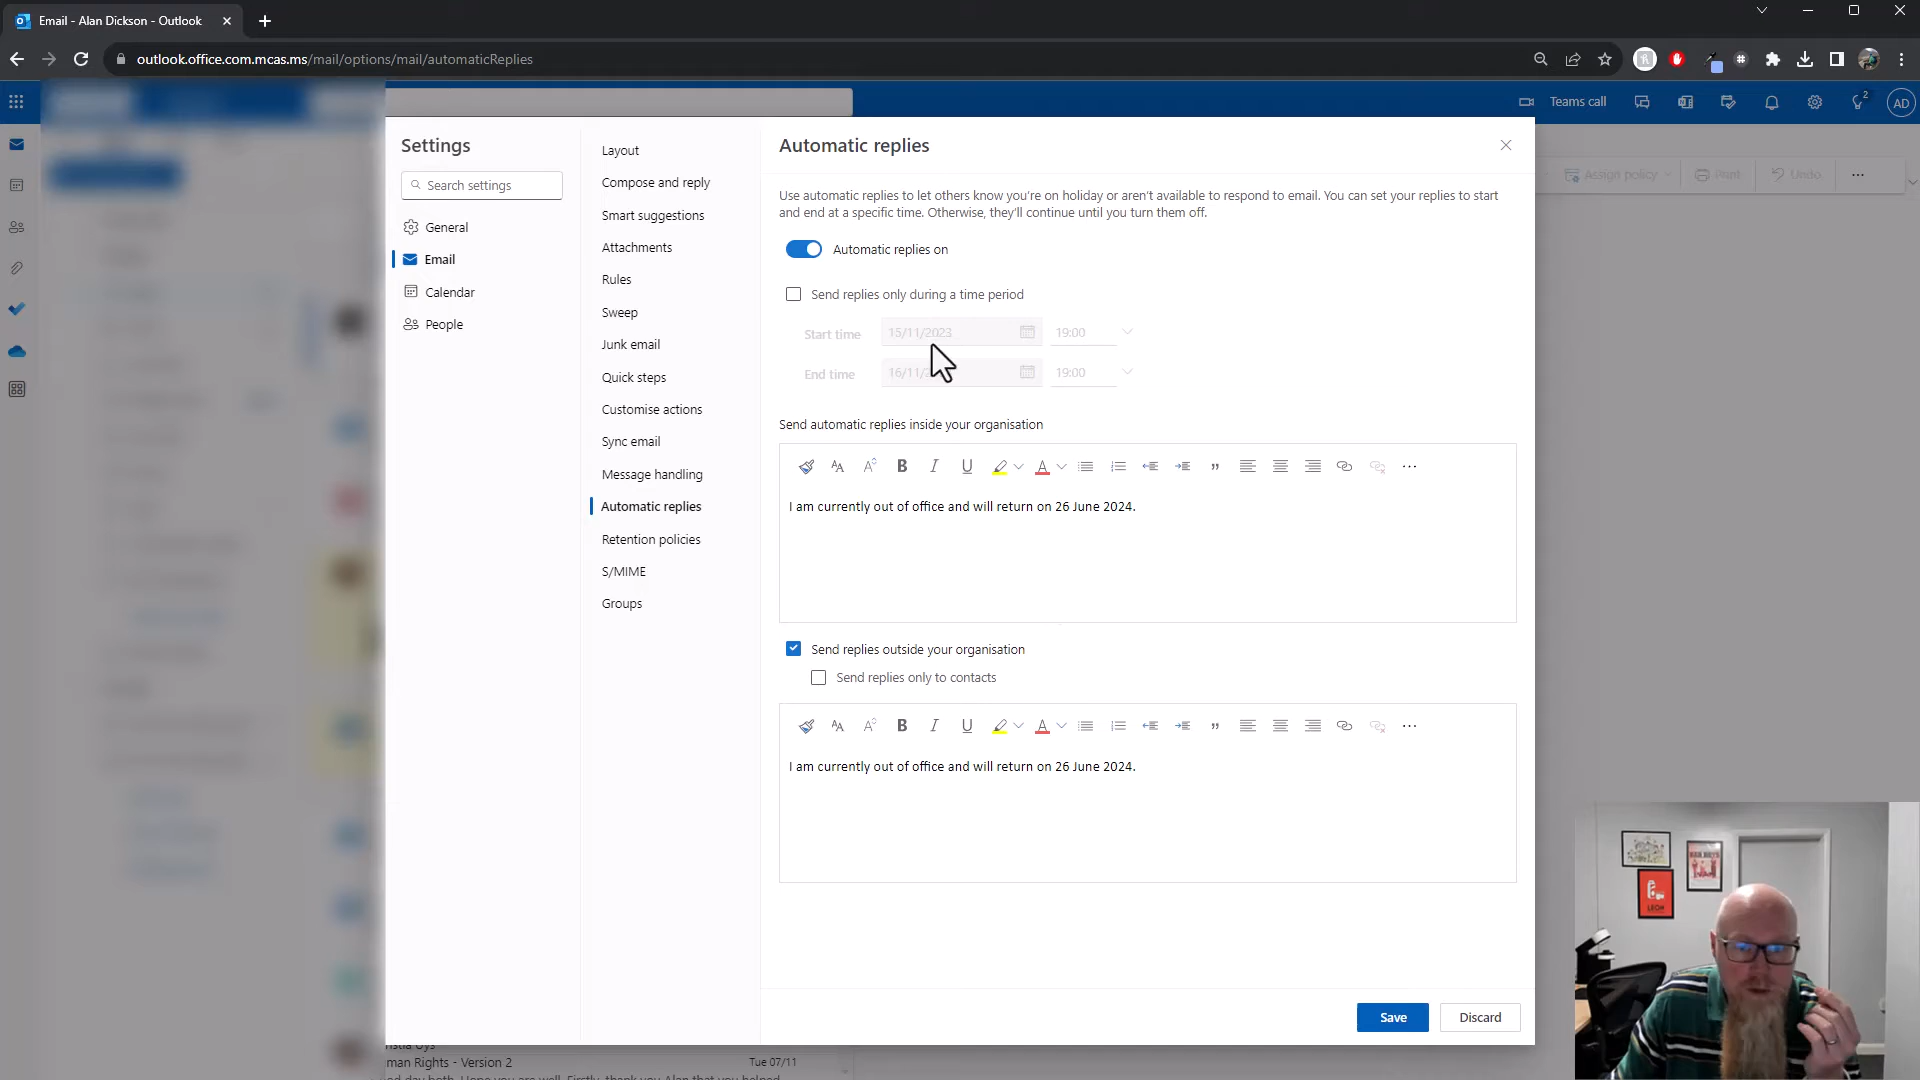 Email - Alan Dickson - Outlook
outlook.office.com.mcas.ms/mail/options/mail/automaticReplies
Teams call
2
AD
Settings
Search settings
General
Email
Calendar
People
Layout
Compose and reply
Smart suggestions
Attachments
Rules
Sweep
Junk email
Quick steps
Customise actions
Sync email
Message handling
Automatic replies
Retention policies
S/MIME
Groups
Automatic replies
Assign policy
Print
Undo
Use automatic replies to let others know you're on holiday or aren't available to respond to email. You can set your replies to start
and end at a specific time. Otherwise, they'll continue until you turn them off.
Automatic replies on
Send replies only during a time period
Start time 15/11/2023 19:00
End time 16/11/ 19:00
Send automatic replies inside your organisation
I am currently out of office and will return on 26 June 2024.
Send replies outside your organisation
Send replies only to contacts
I am currently out of office and will return on 26 June 2024.
Save
Discard
man Rights - Version 2
Tue 07/11
LEON